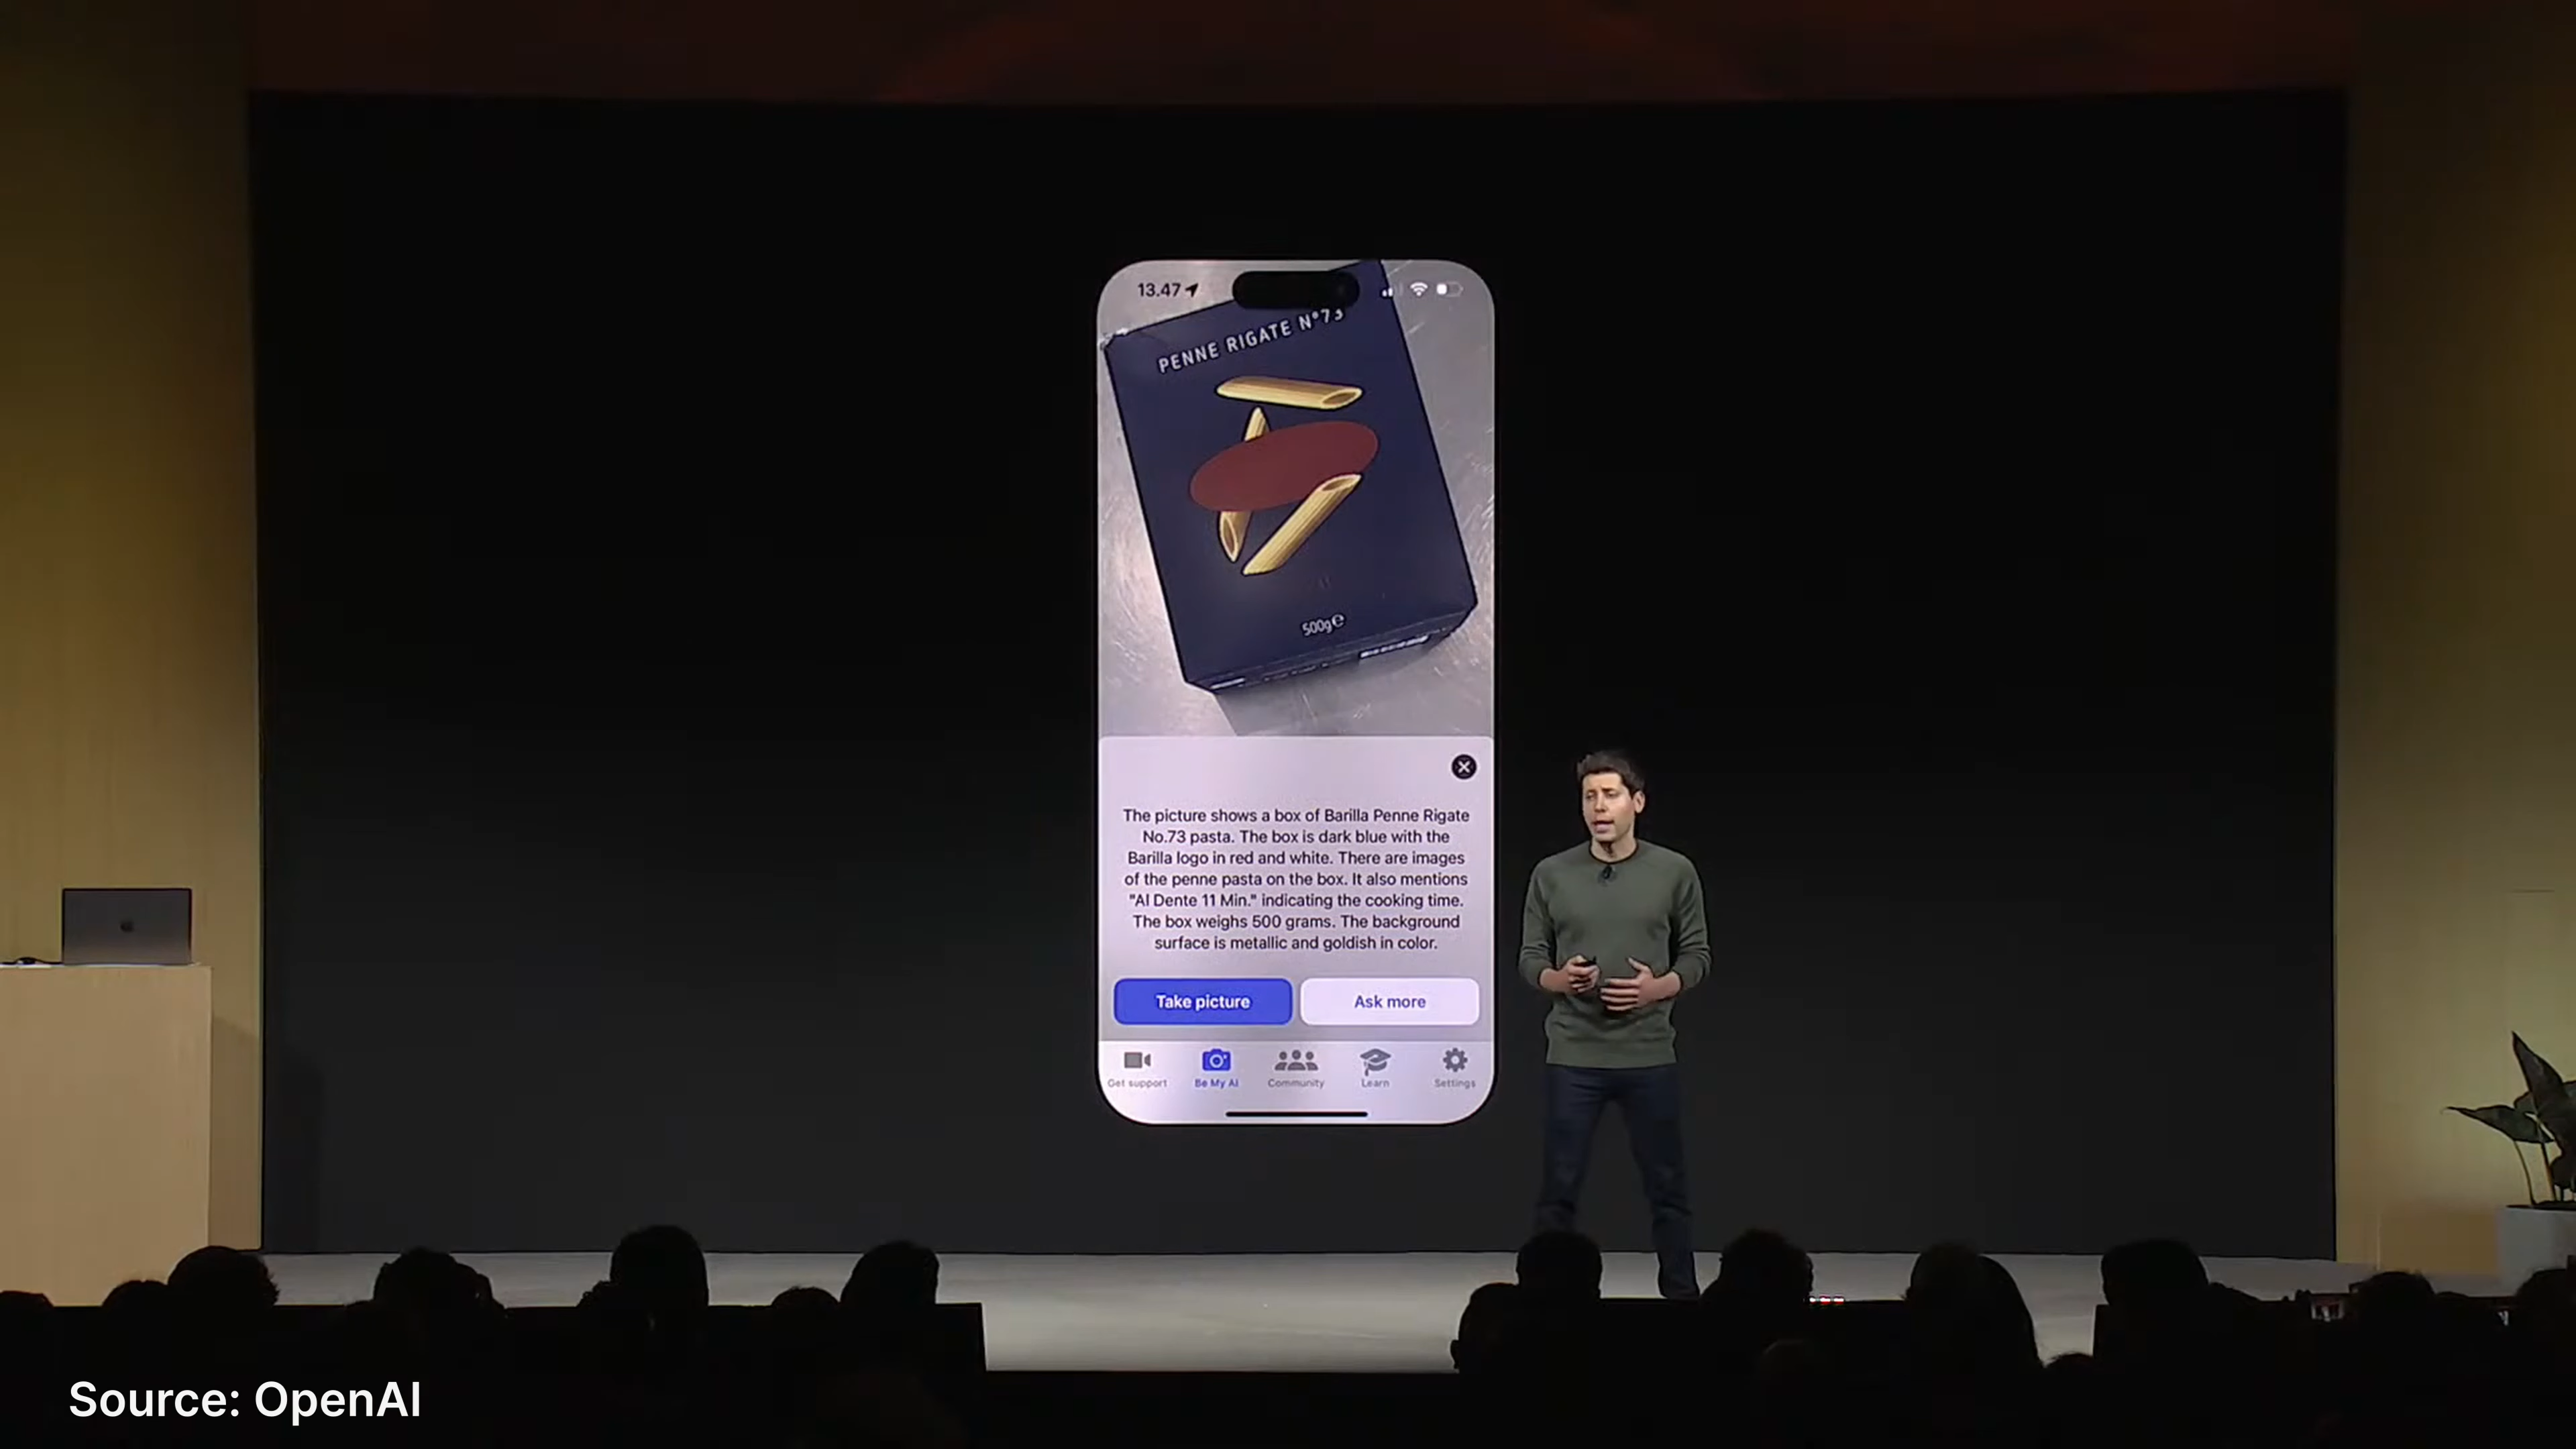 13.47
PENNE RIGATE N°73
500g℮
The picture shows a box of Barilla Penne Rigate
No.73 pasta. The box is dark blue with the
Barilla logo in red and white. There are images
of the penne pasta on the box. It also mentions
"Al Dente 11 Min." indicating the cooking time.
The box weighs 500 grams. The background
surface is metallic and goldish in color.
Take picture
Ask more
Get support
Be My AI
Community
Learn
Settings
Source: OpenAI